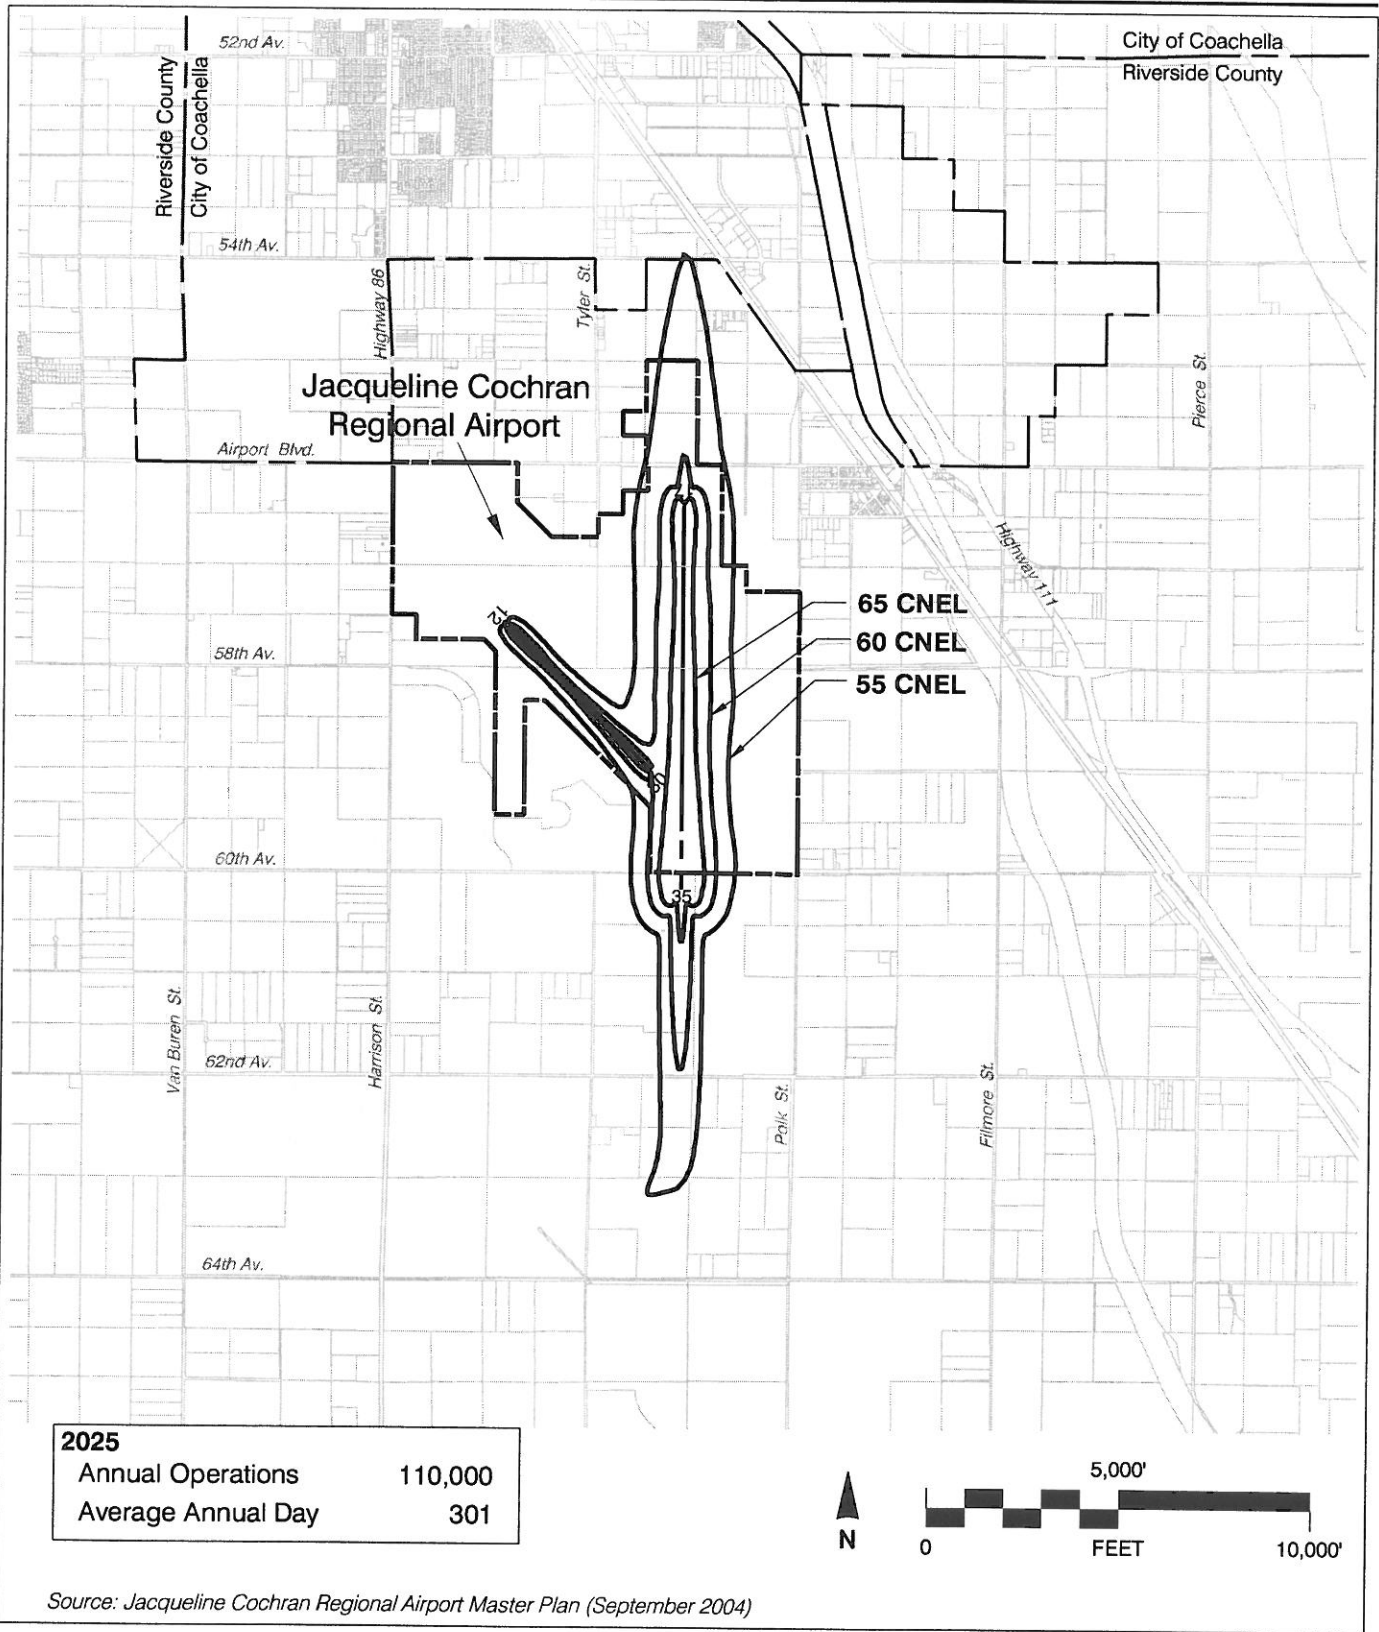 City of Coachella
Riverside County
Riverside County
City of Coachella
52nd Av.
54th Av.
Highway 86
Tyler St.
Pierce St.
Jacqueline Cochran
Regional Airport
Airport Blvd.
Highway 111
12
65 CNEL
60 CNEL
55 CNEL
58th Av.
60th Av.
35
Van Buren St.
Harrison St.
62nd Av.
Polk St.
Filmore St.
64th Av.
2025
Annual Operations 110,000
Average Annual Day 301
N
5,000'
0 FEET 10,000'
Source: Jacqueline Cochran Regional Airport Master Plan (September 2004)